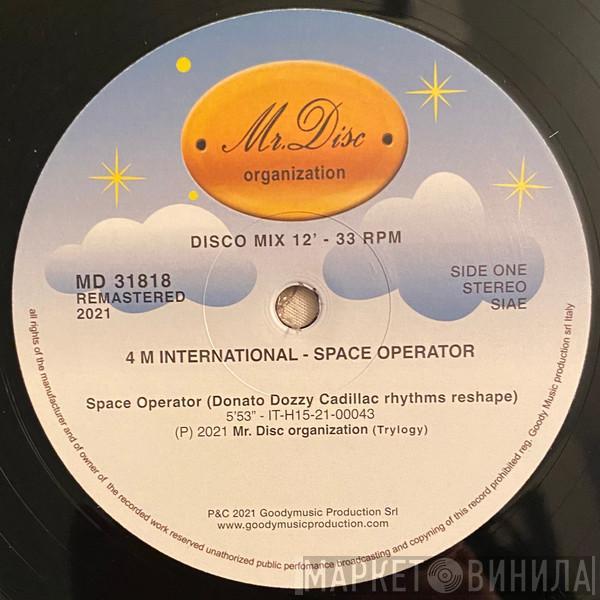 Mr. Disc
organization
DISCO MIX 12' - 33 RPM
MD 31818
REMASTERED
2021
SIDE ONE
STEREO
SIAE
4 M INTERNATIONAL - SPACE OPERATOR
Space Operator (Donato Dozzy Cadillac rhythms reshape)
5'53" - IT-H15-21-00043
(P) 2021 Mr. Disc organization (Trylogy)
P&C 2021 Goodymusic Production Srl
www.goodymusicproduction.com
all rights of the manufacturer and of owner of the recorded work reserved unauthorized public perfomance broadcasting and copyning of this record prohibited reg. Goody Music production srl Italy
МАРКЕТ ВИНИЛА